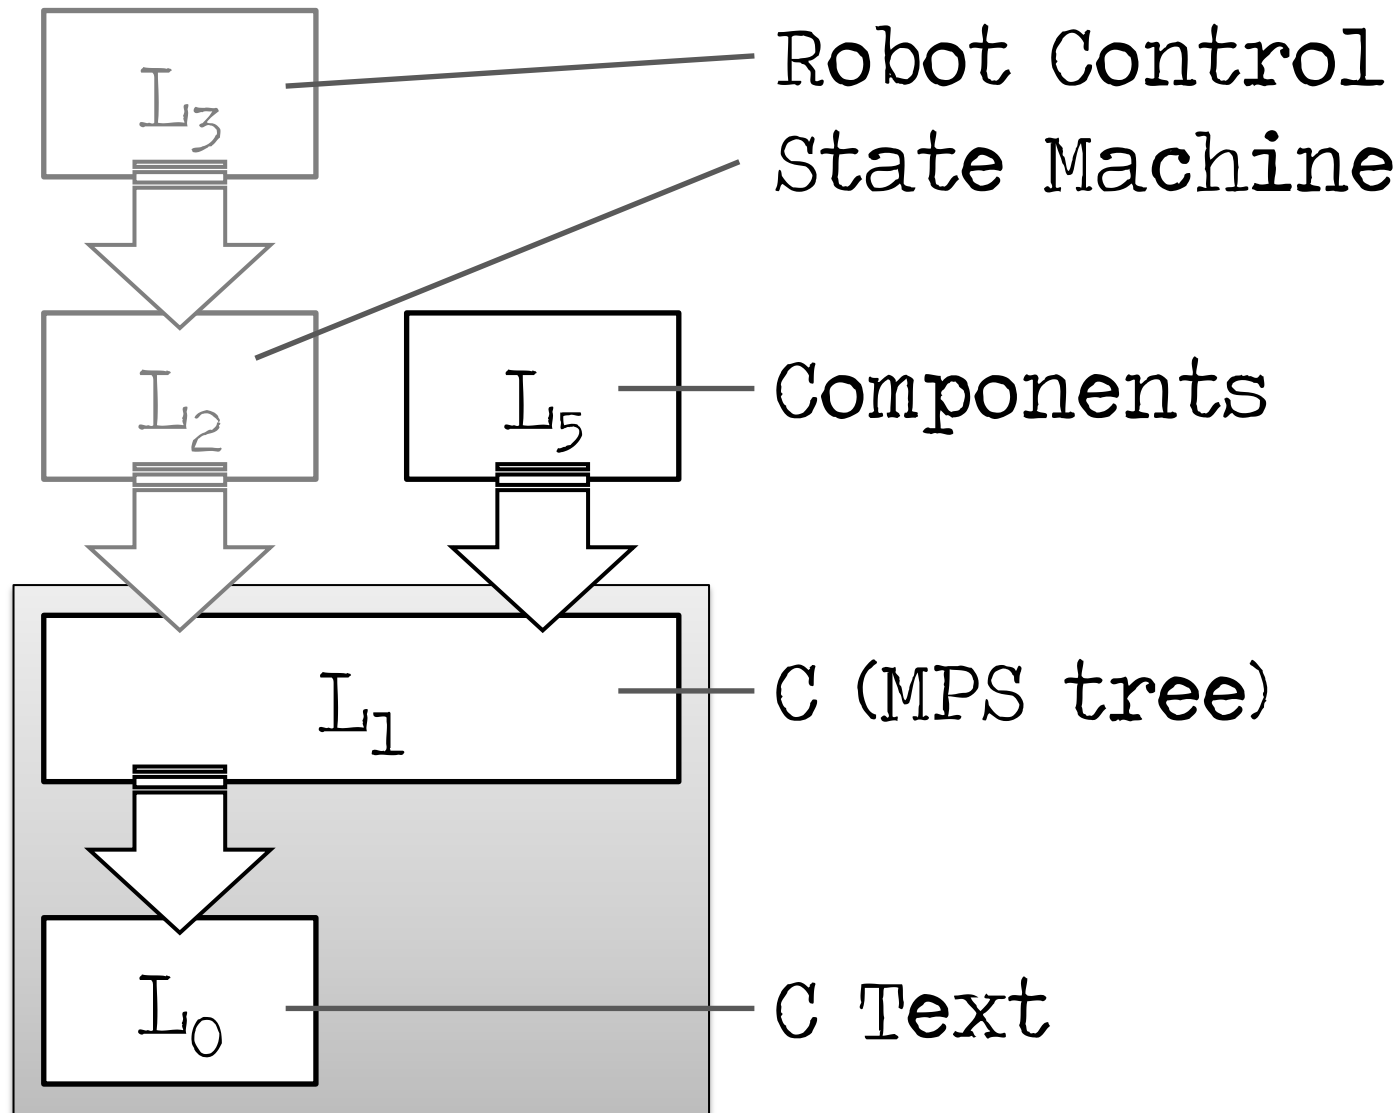 L3
Robot Control
State Machine
L2
L5
Components
L1
C (MPS tree)
L0
C Text